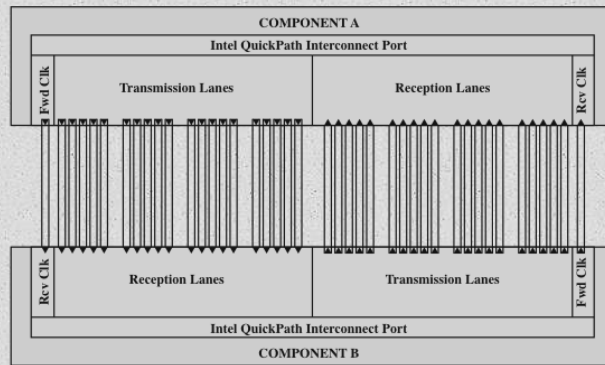 COMPONENT A
Intel QuickPath Interconnect Port
Fwd Clk
Transmission Lanes
Reception Lanes
Rcv Clk
Rcv Clk
Reception Lanes
Transmission Lanes
Fwd Clk
Intel QuickPath Interconnect Port
COMPONENT B